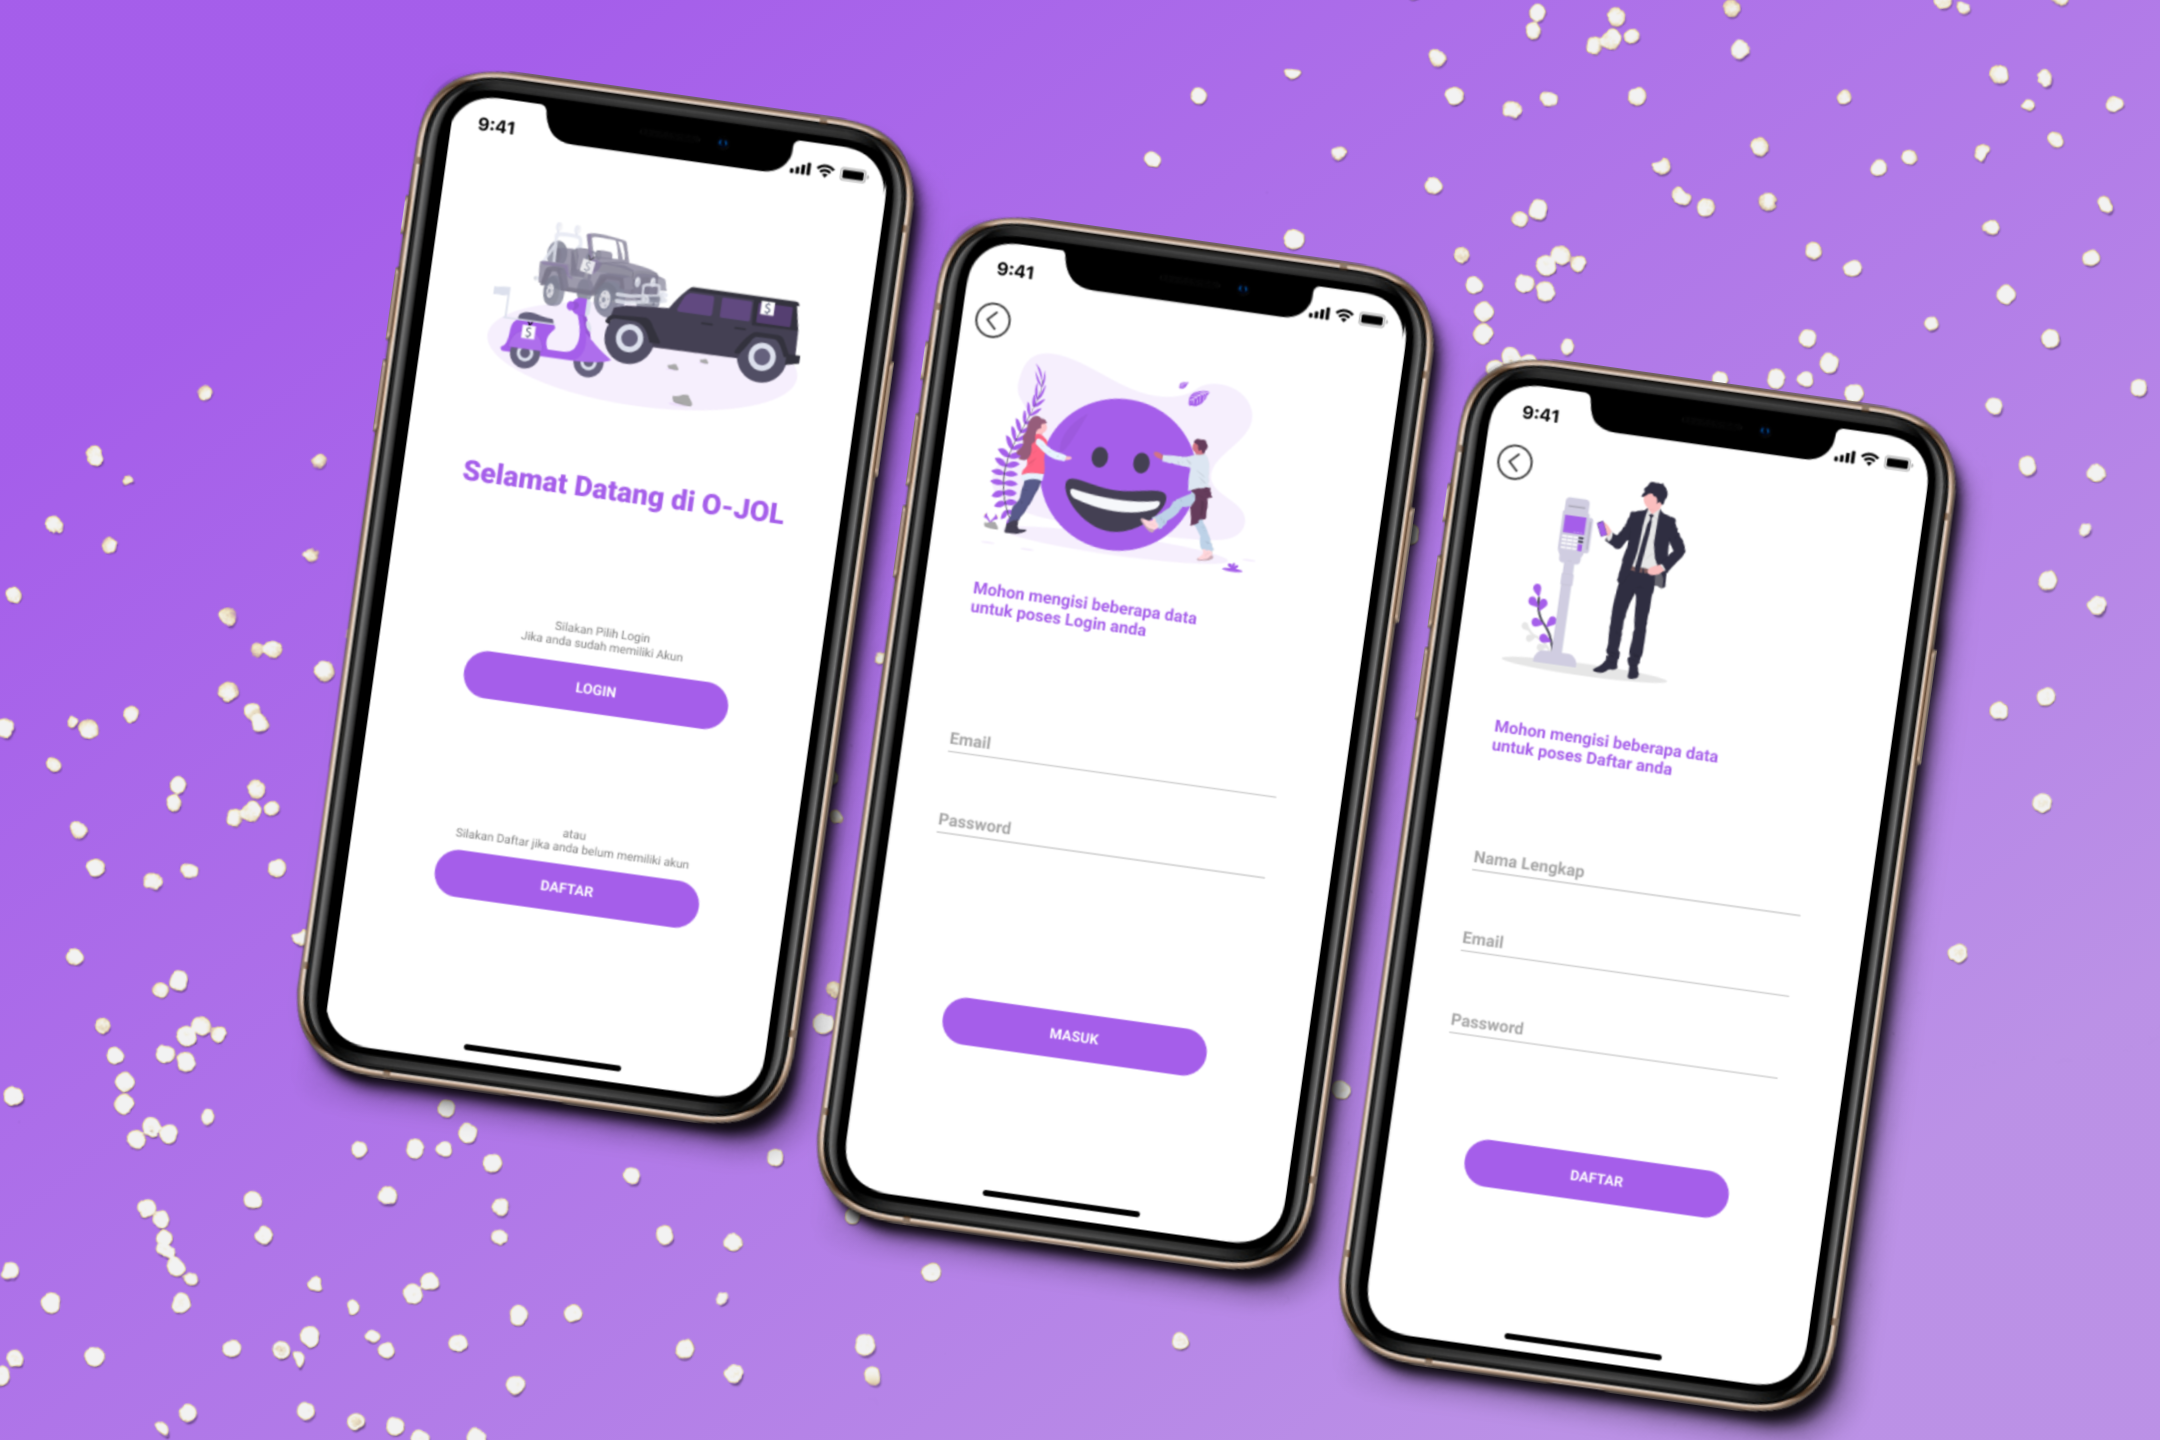 9:41
$
$
$
Selamat Datang di O-JOL
Silakan Pilih Login
Jika anda sudah memiliki Akun
LOGIN
atau
Silakan Daftar jika anda belum memiliki akun
DAFTAR
9:41
Mohon mengisi beberapa data
untuk poses Login anda
Email
Password
MASUK
9:41
Mohon mengisi beberapa data
untuk poses Daftar anda
Nama Lengkap
Email
Password
DAFTAR